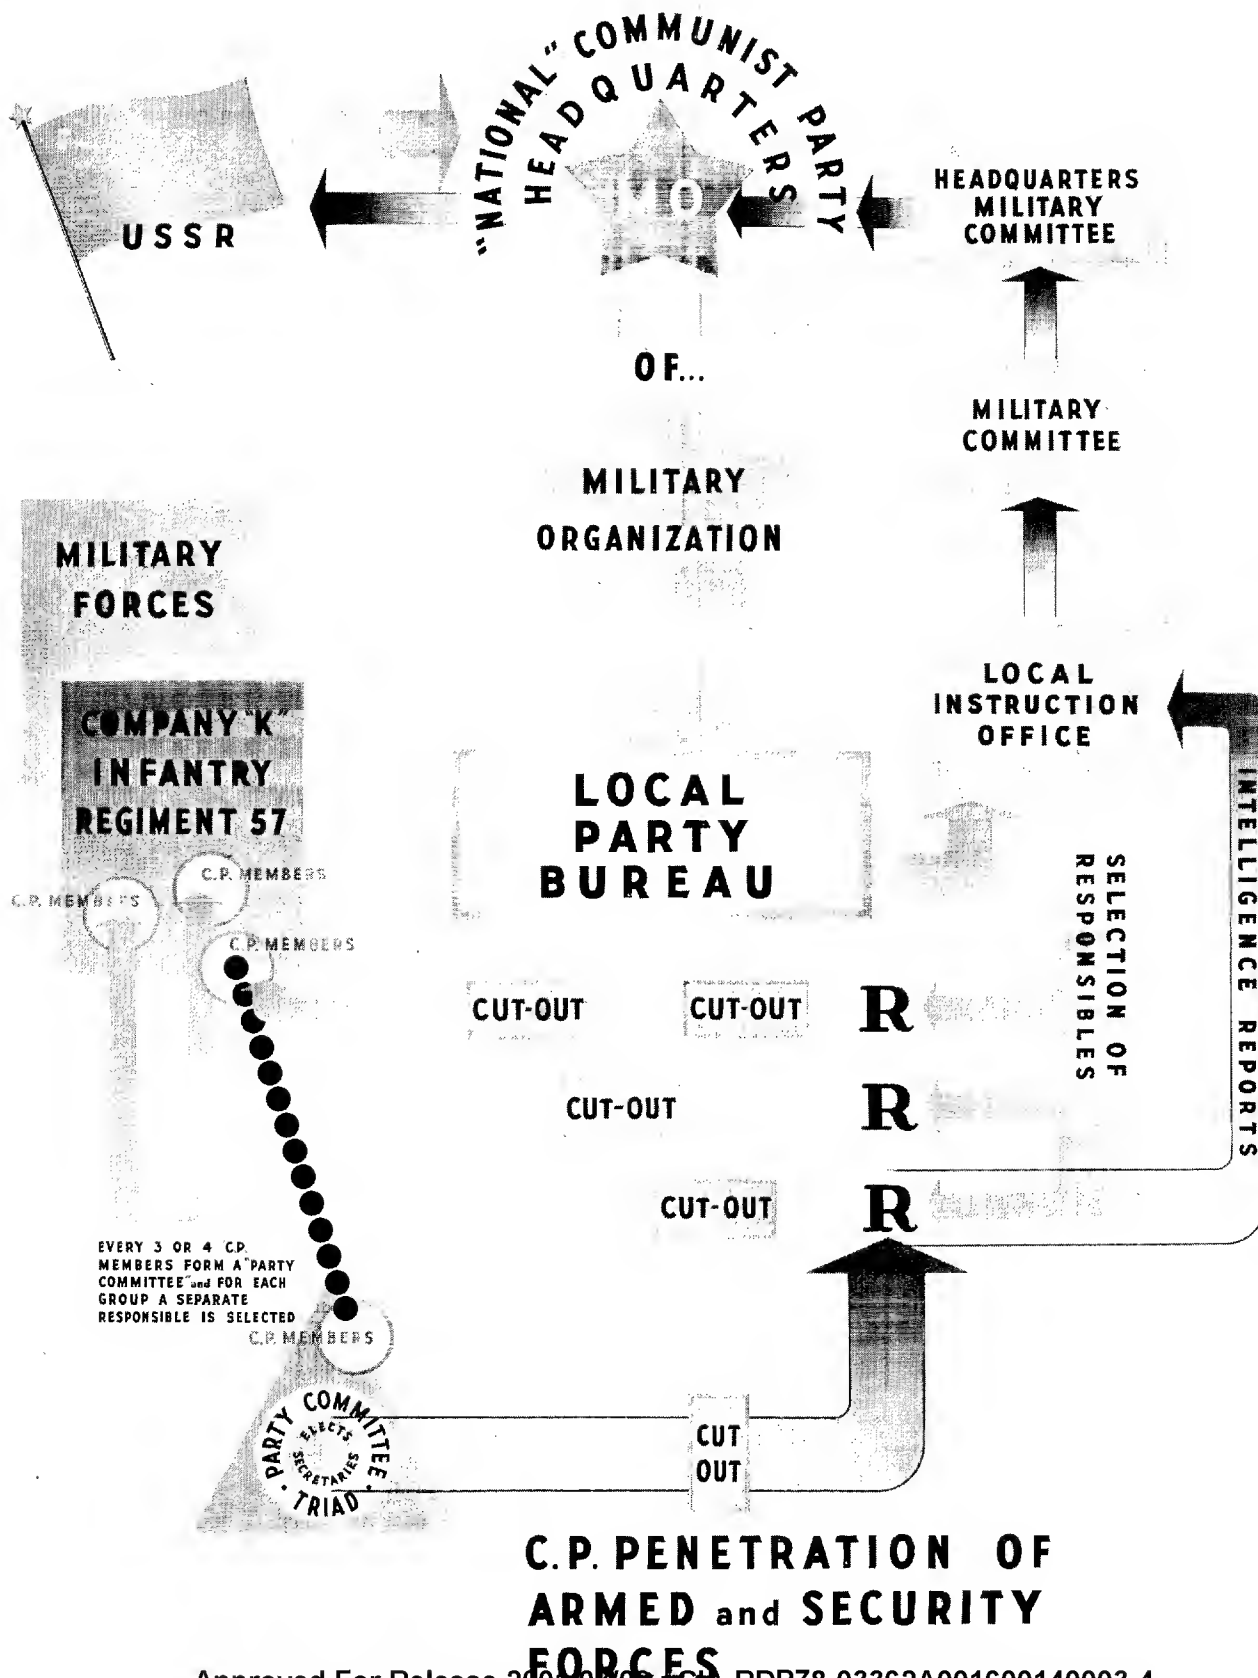 "NATIONAL" COMMUNIST PARTY
HEADQUARTERS
USSR
HEADQUARTERS
MILITARY
COMMITTEE
OF...
MILITARY
COMMITTEE
MILITARY
ORGANIZATION
MILITARY
FORCES
LOCAL
INSTRUCTION
OFFICE
COMPANY "K"
INFANTRY
REGIMENT 57
LOCAL
PARTY
BUREAU
INTELLIGENCE REPORTS
SELECTION OF
RESPONSIBLES
C.P. MEMBERS
C.P. MEMBERS
C.P. MEMBERS
CUT-OUT
CUT-OUT
R
CUT-OUT
R
CUT-OUT
R
EVERY 3 OR 4 C.P.
MEMBERS FORM A "PARTY
COMMITTEE" and FOR EACH
GROUP A SEPARATE
RESPONSIBLE IS SELECTED
C.P. MEMBERS
PARTY COMMITTEE
ELECTS
SECRETARIES
TRIAD
CUT
OUT
C.P. PENETRATION OF
ARMED and SECURITY
FORCES
Approved For Release